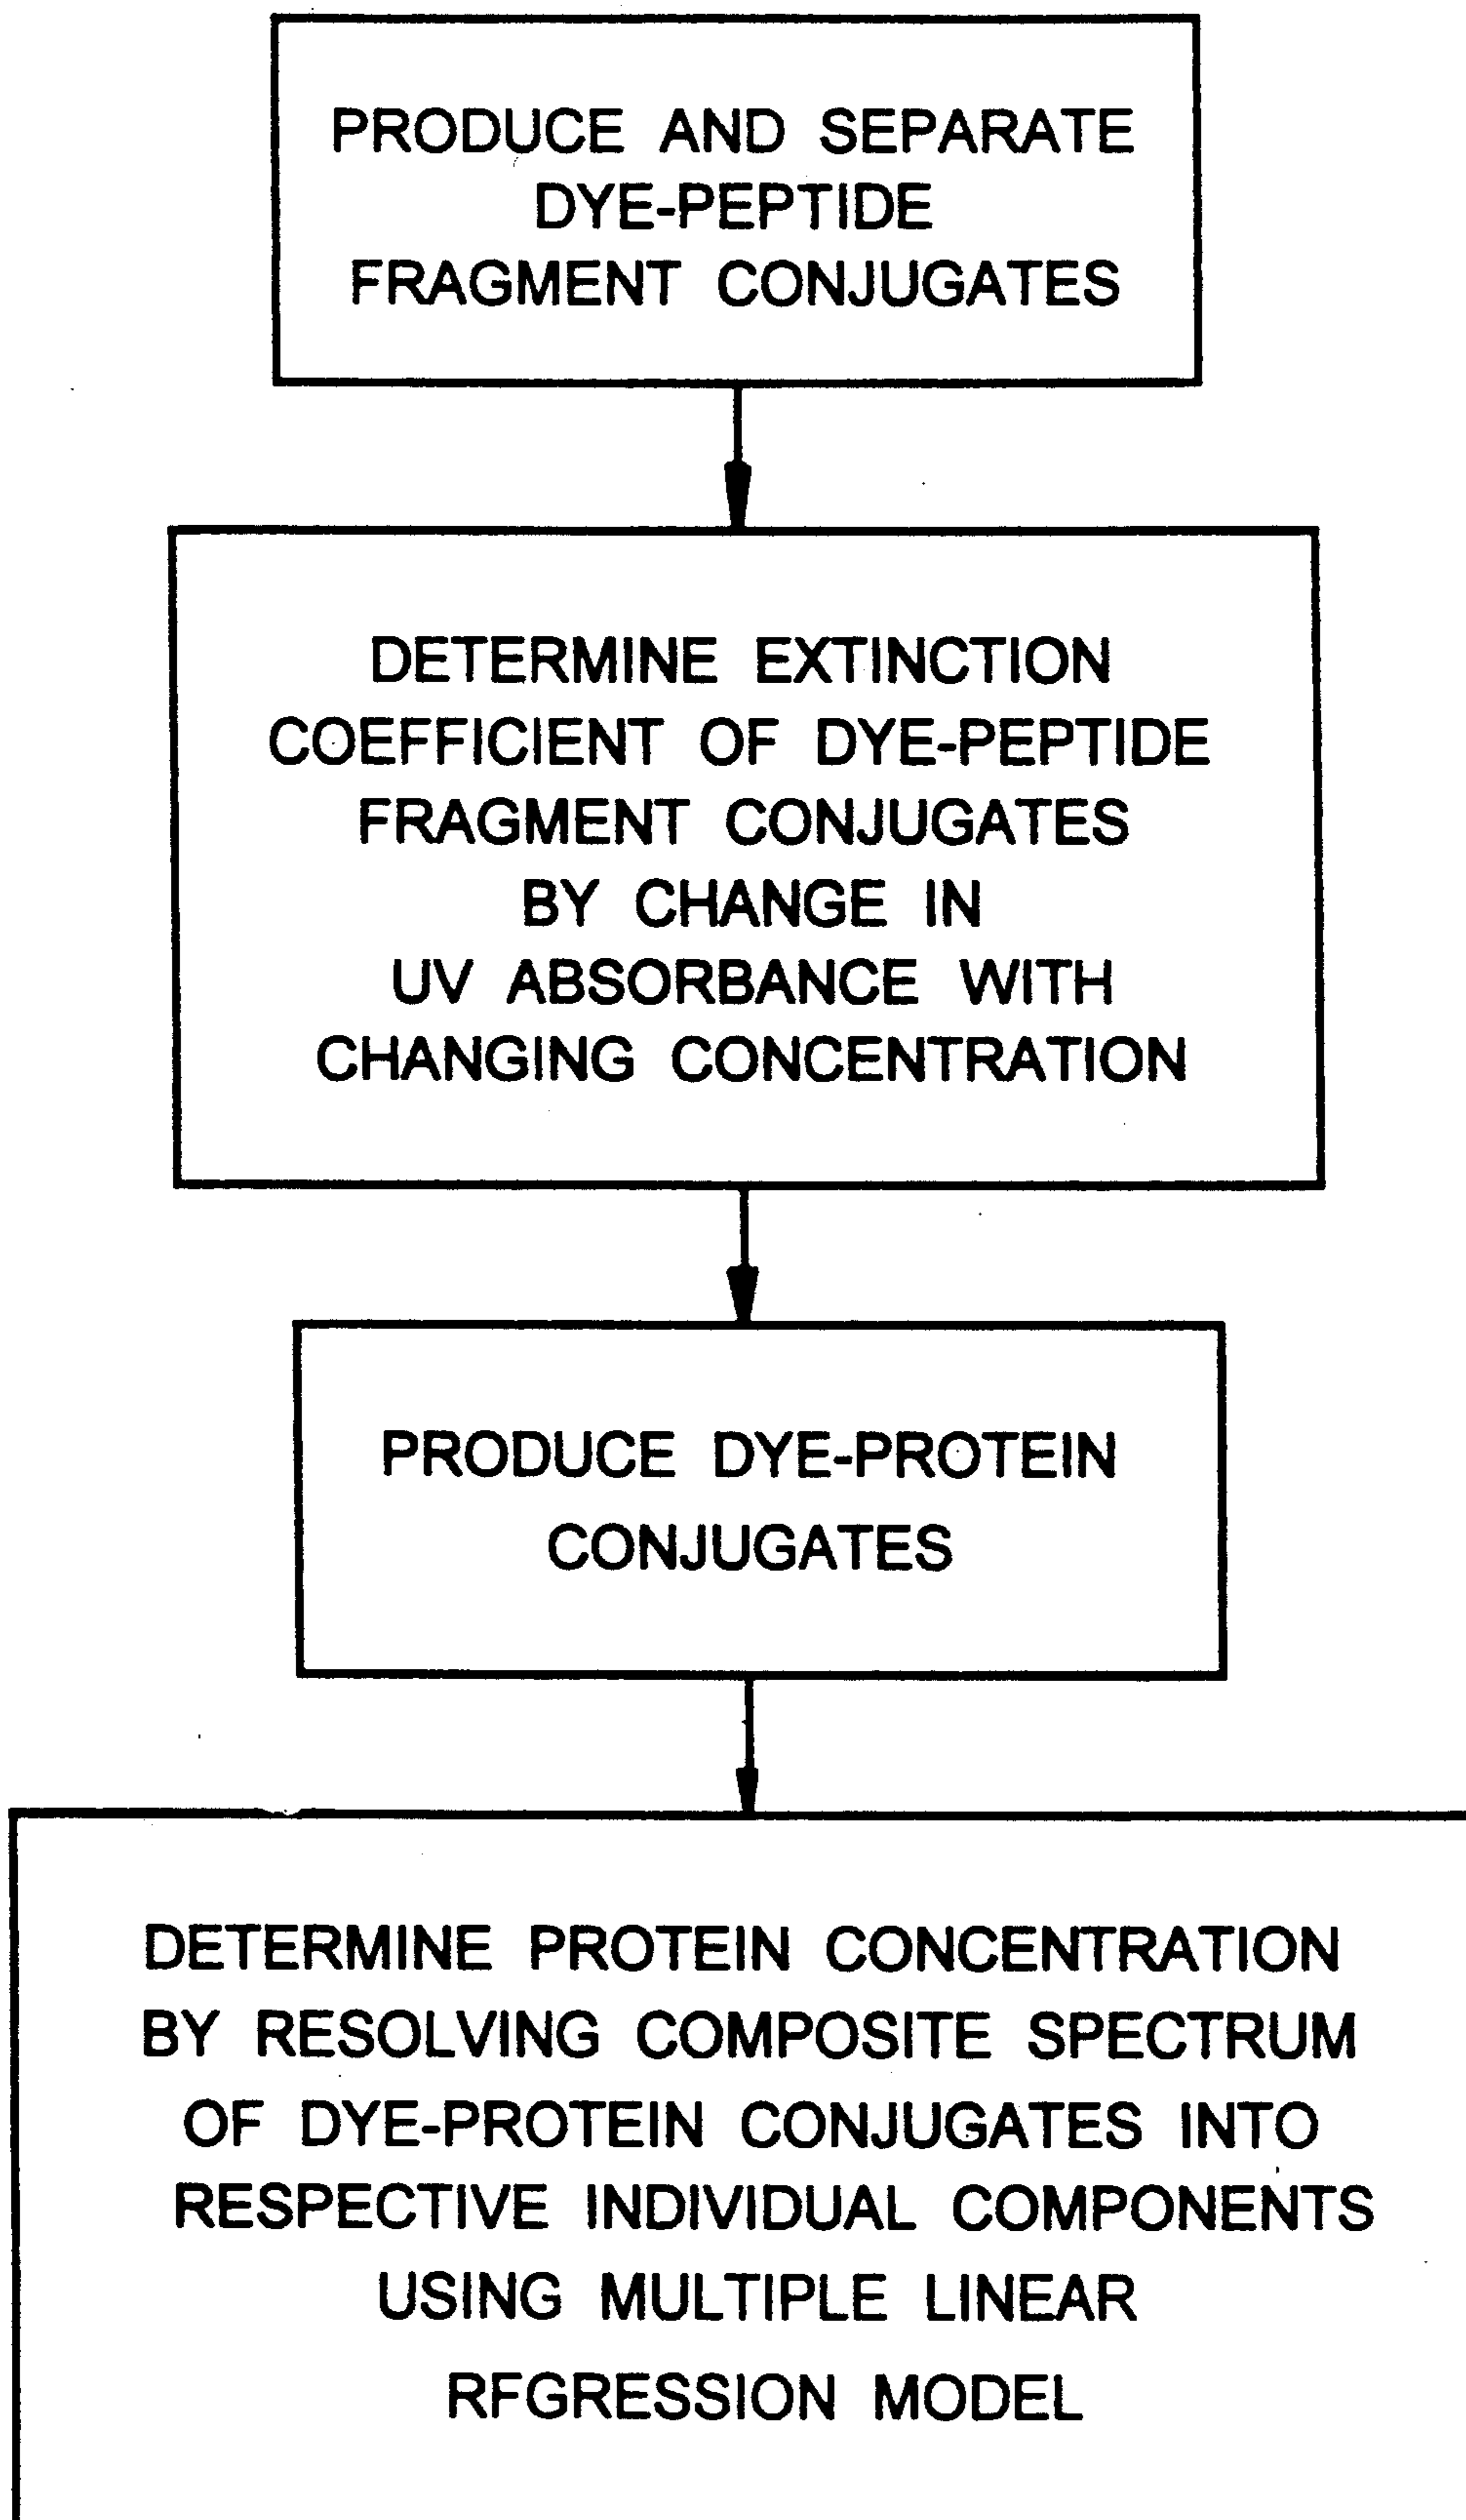 PRODUCE AND SEPARATE
DYE-PEPTIDE
FRAGMENT CONJUGATES
DETERMINE EXTINCTION
COEFFICIENT OF DYE-PEPTIDE
FRAGMENT CONJUGATES
BY CHANGE IN
UV ABSORBANCE WITH
CHANGING CONCENTRATION
PRODUCE DYE-PROTEIN
CONJUGATES
DETERMINE PROTEIN CONCENTRATION
BY RESOLVING COMPOSITE SPECTRUM
OF DYE-PROTEIN CONJUGATES INTO
RESPECTIVE INDIVIDUAL COMPONENTS
USING MULTIPLE LINEAR
RFGRESSION MODEL